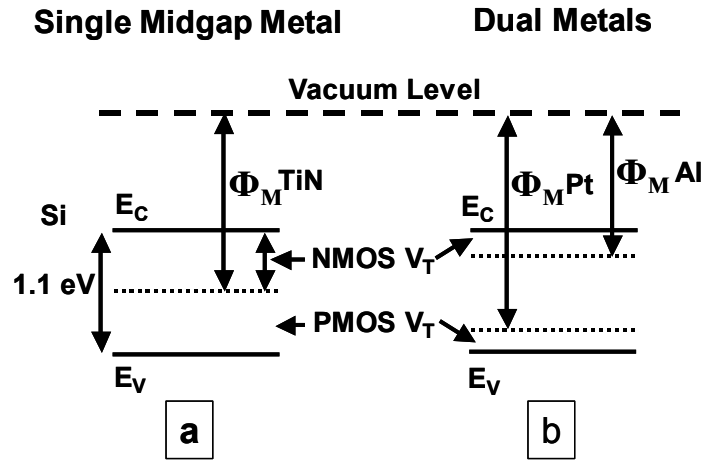 Single Midgap Metal
Dual Metals
Vacuum Level
Φ_M TiN
Φ_M Pt
Φ_M Al
Si
E_C
E_C
1.1 eV
NMOS V_T
PMOS V_T
E_V
E_V
a
b